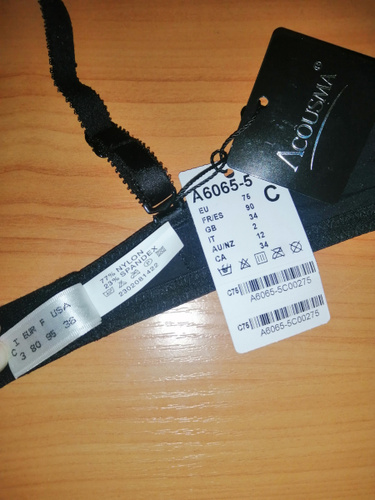 ACOUSMA®
A6065-5
C
EU 75
FR/ES 90
GB 34
IT 2
AU/NZ 12
CA 34
C75
A6065-5C00275
C75
A6065-5C00275
77% NYLON
23% SPANDEX
2302081422
I EUR F USA
C 3 80 95 36